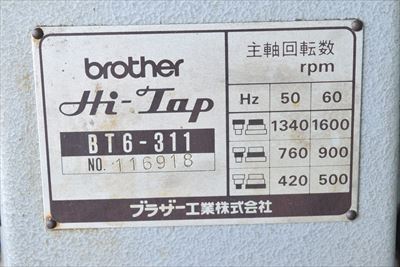 brother
Hi-Tap
BT6-311
NO. 116918
主軸回転数
rpm
Hz 50 60
1340 1600
760 900
420 500
ブラザー工業株式会社